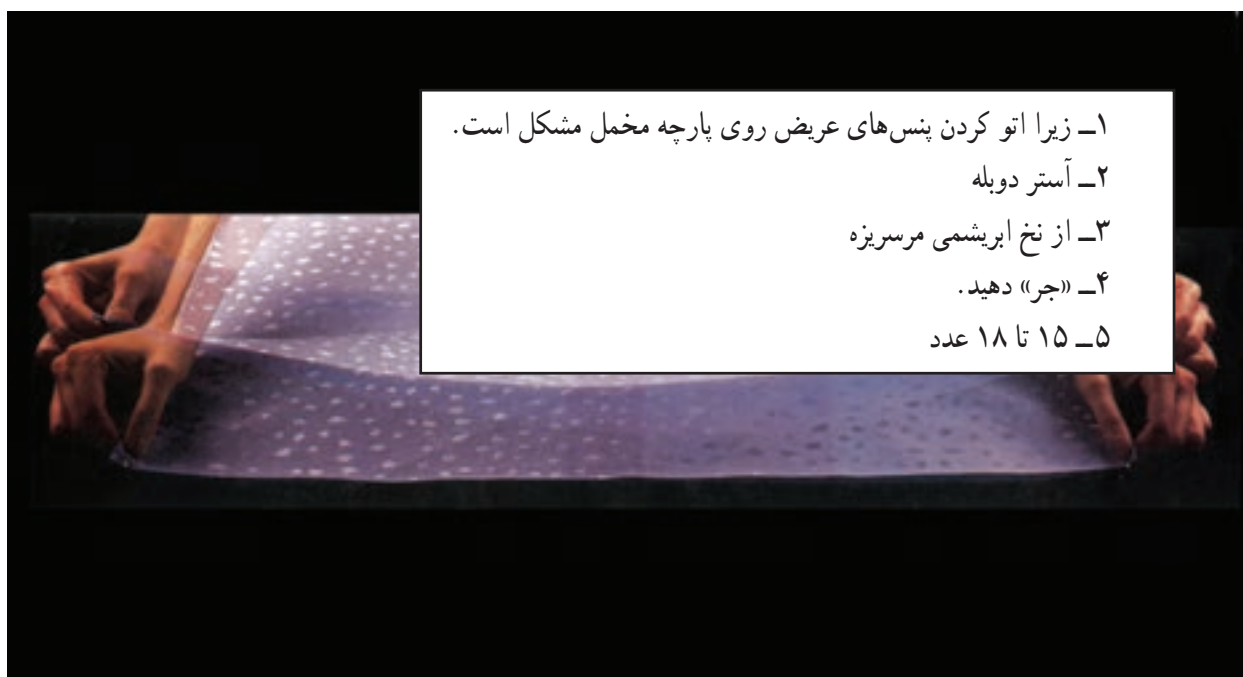 ۱ــ زیرا اتو کردن پنس‌های عریض روی پارچه مخمل مشکل است.
۲ــ آستر دوبله
۳ــ از نخ ابریشمی مرسریزه
۴ــ «جر» دهید.
۵ــ ۱۵ تا ۱۸ عدد